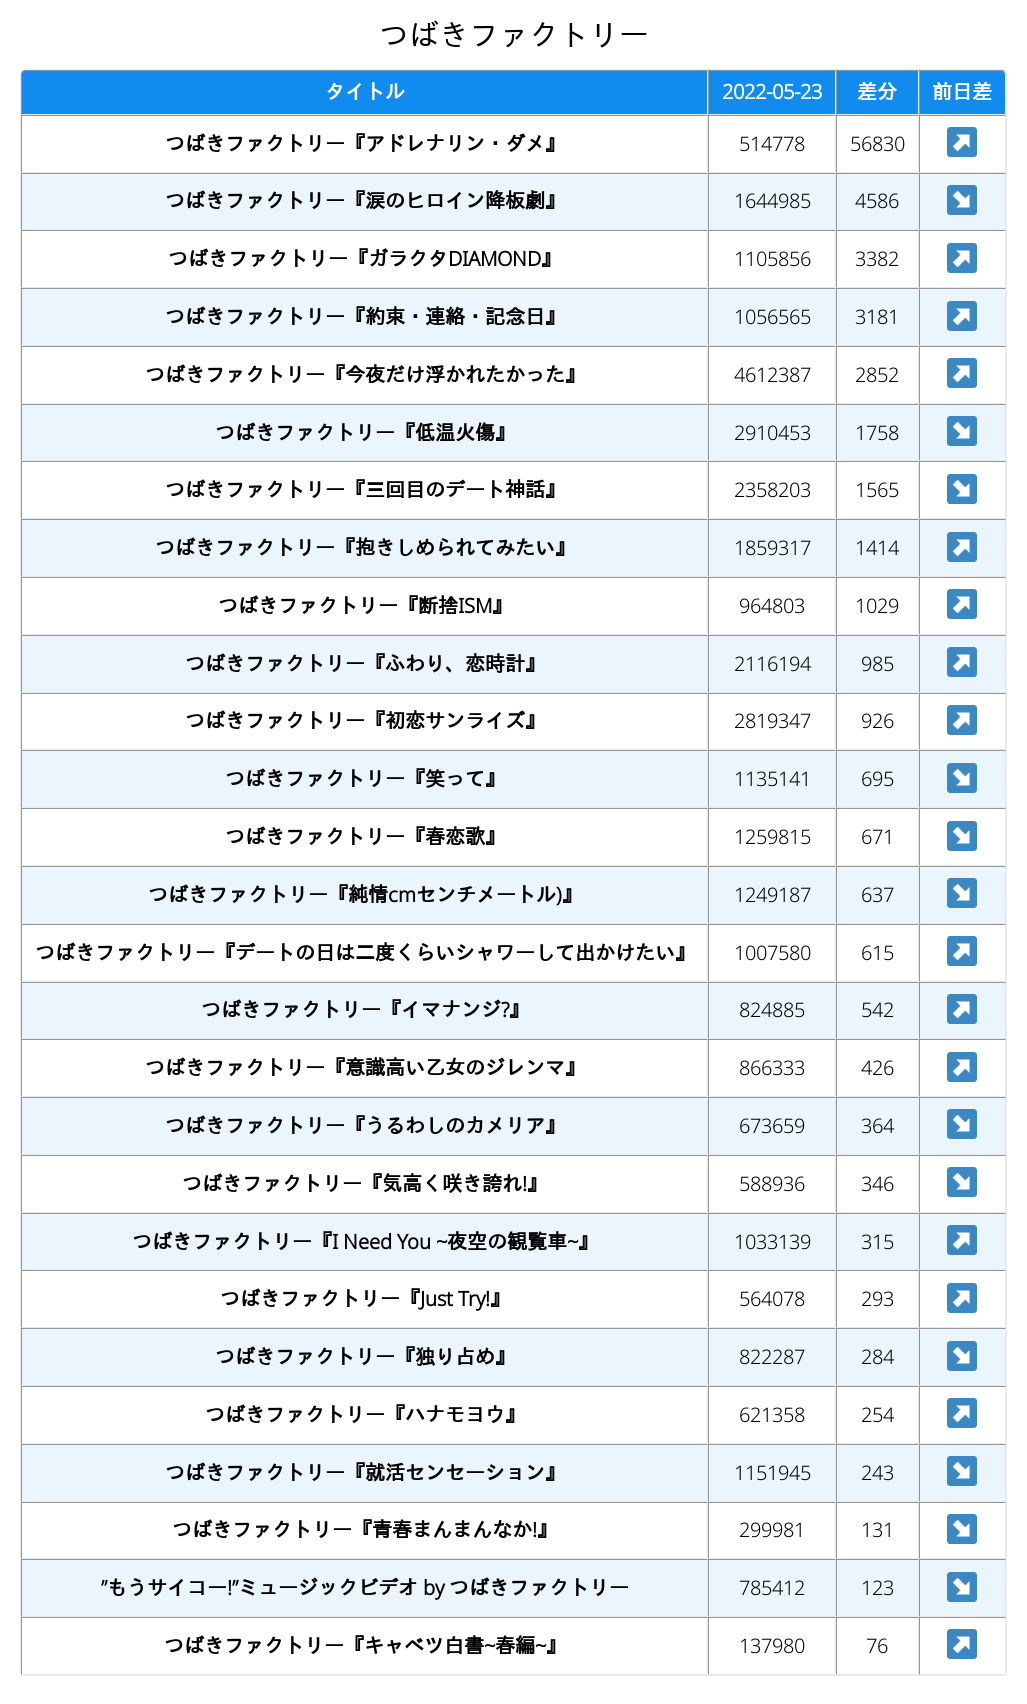 つばきファクトリー
タイトル 2022-05-23 差分 前日差
つばきファクトリー『アドレナリン・ダメ』 514778 56830 ↗
つばきファクトリー『涙のヒロイン降板劇』 1644985 4586 ↘
つばきファクトリー『ガラクタDIAMOND』 1105856 3382 ↗
つばきファクトリー『約束・連絡・記念日』 1056565 3181 ↗
つばきファクトリー『今夜だけ浮かれたかった』 4612387 2852 ↗
つばきファクトリー『低温火傷』 2910453 1758 ↘
つばきファクトリー『三回目のデート神話』 2358203 1565 ↘
つばきファクトリー『抱きしめられてみたい』 1859317 1414 ↗
つばきファクトリー『断捨ISM』 964803 1029 ↗
つばきファクトリー『ふわり、恋時計』 2116194 985 ↗
つばきファクトリー『初恋サンライズ』 2819347 926 ↗
つばきファクトリー『笑って』 1135141 695 ↘
つばきファクトリー『春恋歌』 1259815 671 ↘
つばきファクトリー『純情cmセンチメートル)』 1249187 637 ↘
つばきファクトリー『デートの日は二度くらいシャワーして出かけたい』 1007580 615 ↗
つばきファクトリー『イマナンジ?』 824885 542 ↗
つばきファクトリー『意識高い乙女のジレンマ』 866333 426 ↗
つばきファクトリー『うるわしのカメリア』 673659 364 ↘
つばきファクトリー『気高く咲き誇れ!』 588936 346 ↘
つばきファクトリー『I Need You ~夜空の観覧車~』 1033139 315 ↗
つばきファクトリー『Just Try!』 564078 293 ↗
つばきファクトリー『独り占め』 822287 284 ↘
つばきファクトリー『ハナモヨウ』 621358 254 ↗
つばきファクトリー『就活センセーション』 1151945 243 ↘
つばきファクトリー『青春まんまんなか!』 299981 131 ↘
”もうサイコー!”ミュージックビデオ by つばきファクトリー 785412 123 ↘
つばきファクトリー『キャベツ白書~春編~』 137980 76 ↗